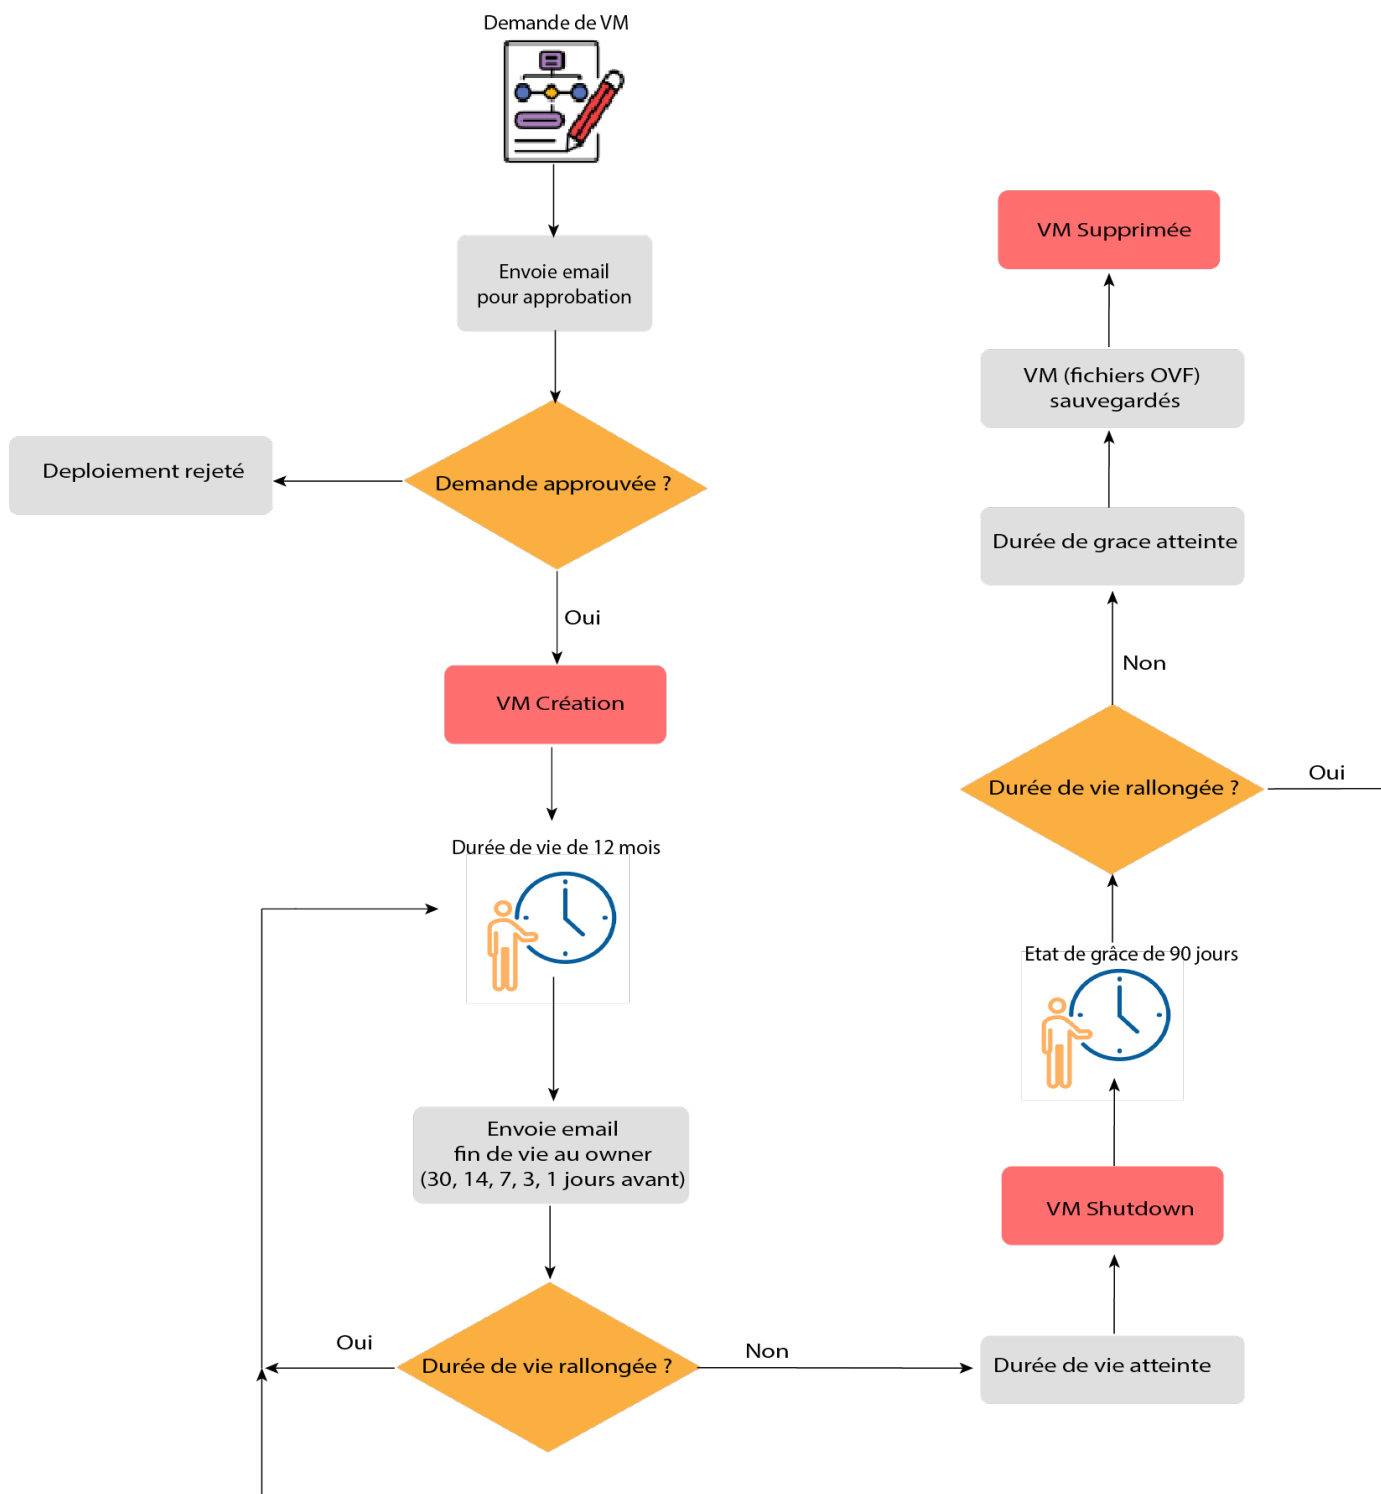 Demande de VM
Envoie email
pour approbation
Demande approuvée ?
Deploiement rejeté
Oui
VM Création
Durée de vie de 12 mois
Envoie email
fin de vie au owner
(30, 14, 7, 3, 1 jours avant)
Durée de vie rallongée ?
Oui
Non
Durée de vie atteinte
VM Shutdown
Etat de grâce de 90 jours
Durée de vie rallongée ?
Oui
Non
Durée de grace atteinte
VM (fichiers OVF)
sauvegardés
VM Supprimée